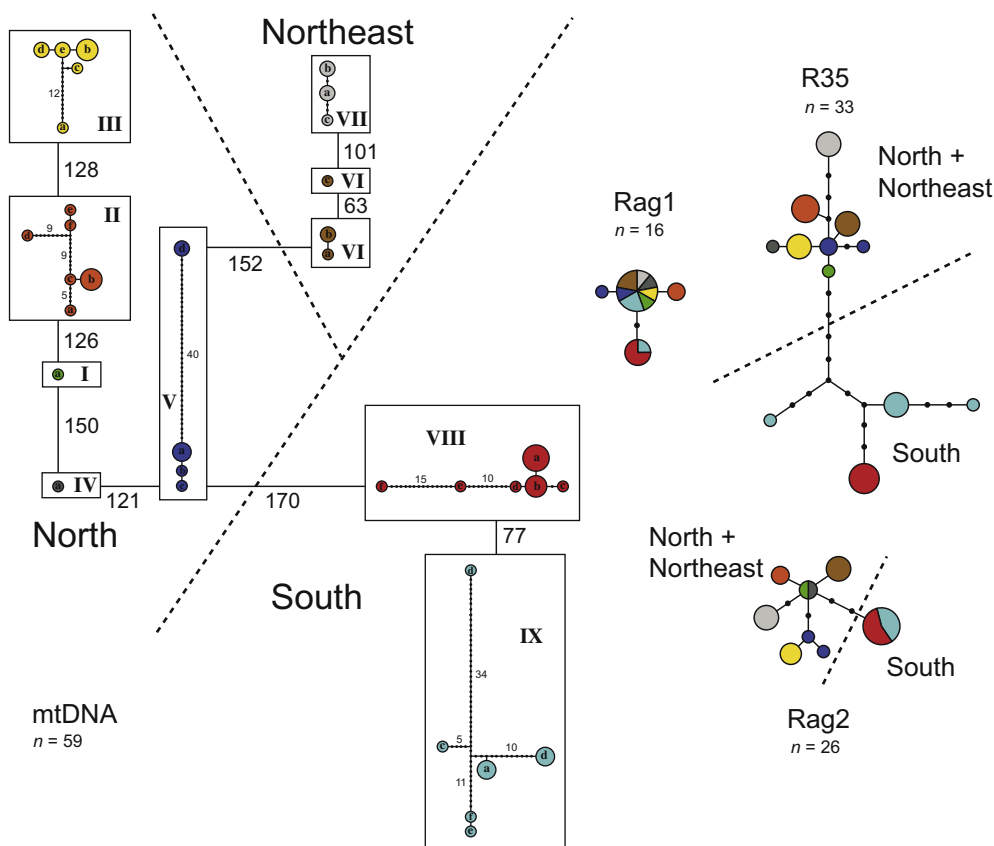 Northeast
d e b
c
12
a
III
128
b
a
c
VII
101
c VI
63
b
a
VI
II
e
f
d
9
9
c b
5
a
126
a I
150
a IV
121
North
d
152
40
V
a
b
c
170
VIII
a
f 15 e 10 d b c
77
South
d
IX
34
c 5
10 d
a
11
f
e
mtDNA
n = 59
Rag1
n = 16
R35
n = 33
North +
Northeast
South
North +
Northeast
South
Rag2
n = 26